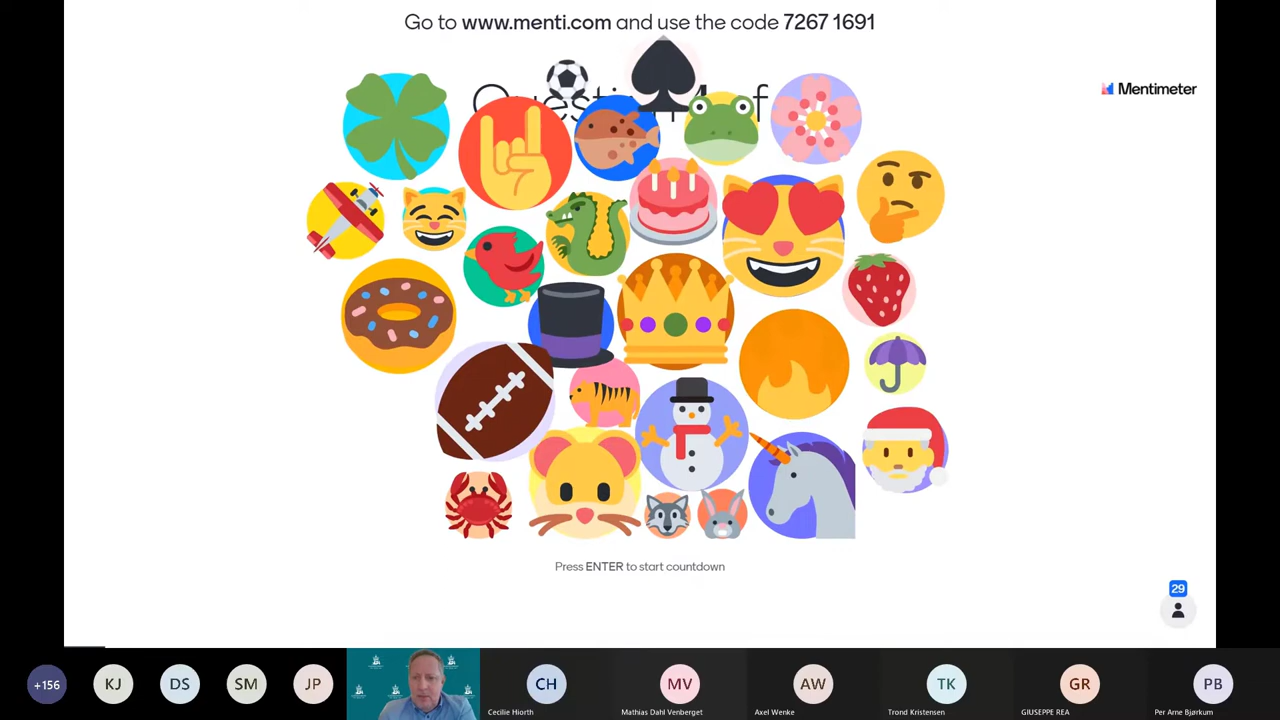 Go to www.menti.com and use the code 7267 1691
Mentimeter
Press ENTER to start countdown
29
+156
KJ
DS
SM
JP
CH
Cecilie Hiorth
MV
Mathias Dahl Venberget
AW
Axel Wenke
TK
Trond Kristensen
GR
GIUSEPPE REA
PB
Per Arne Bjørkum